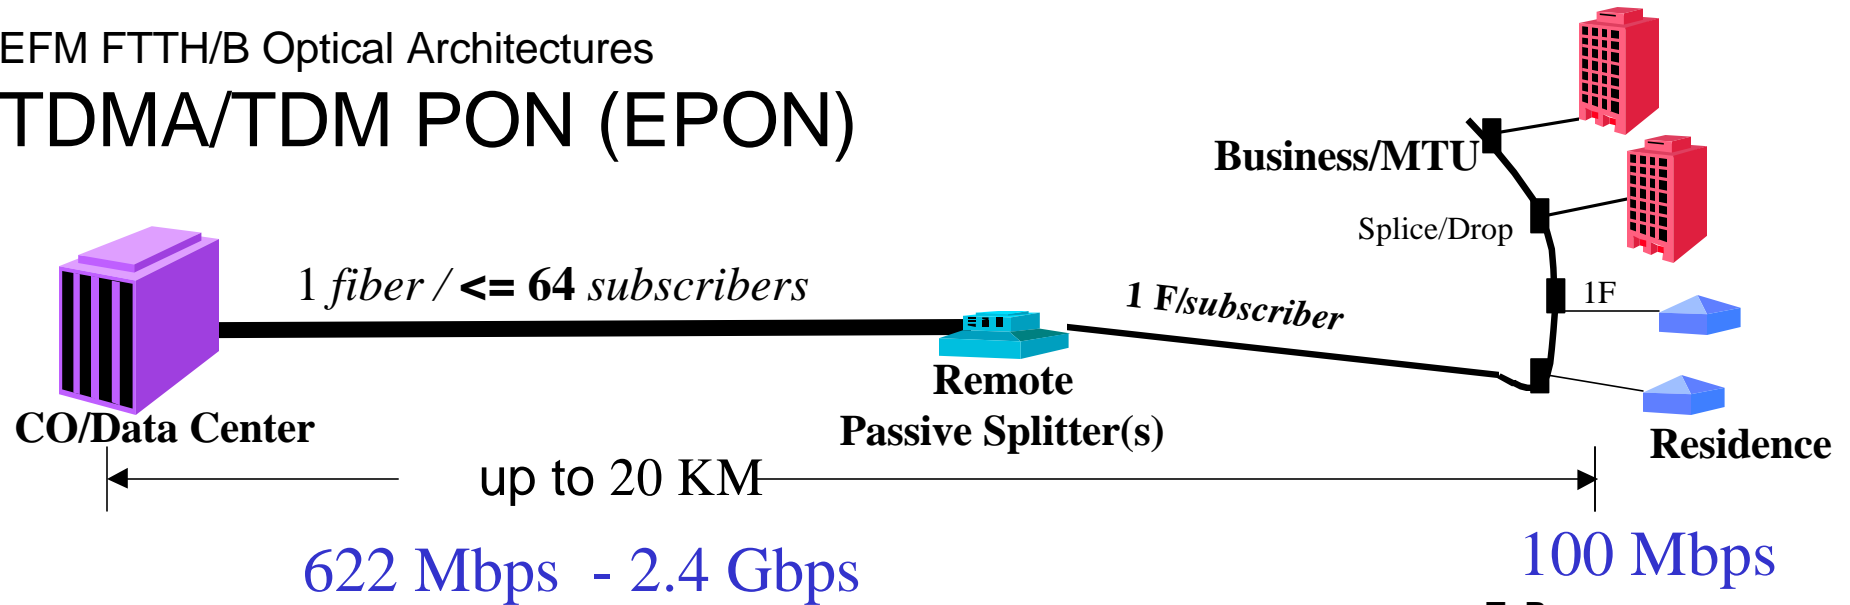 EFM FTTH/B Optical Architectures
TDMA/TDM PON (EPON)
Business/MTU
Splice/Drop
1 fiber / <= 64 subscribers
1 F/subscriber
1F
Remote
Passive Splitter(s)
CO/Data Center
Residence
up to 20 KM
622 Mbps - 2.4 Gbps
100 Mbps